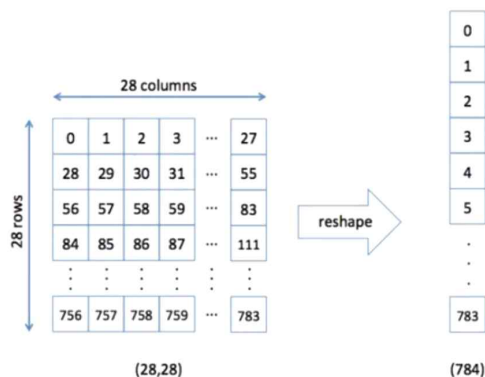 28 columns
28 rows
0 1 2 3 ... 27
28 29 30 31 ... 55
56 57 58 59 ... 83
84 85 86 87 ... 111
756 757 758 759 ... 783
(28,28)
reshape
0
1
2
3
4
5
.
.
.
783
(784)